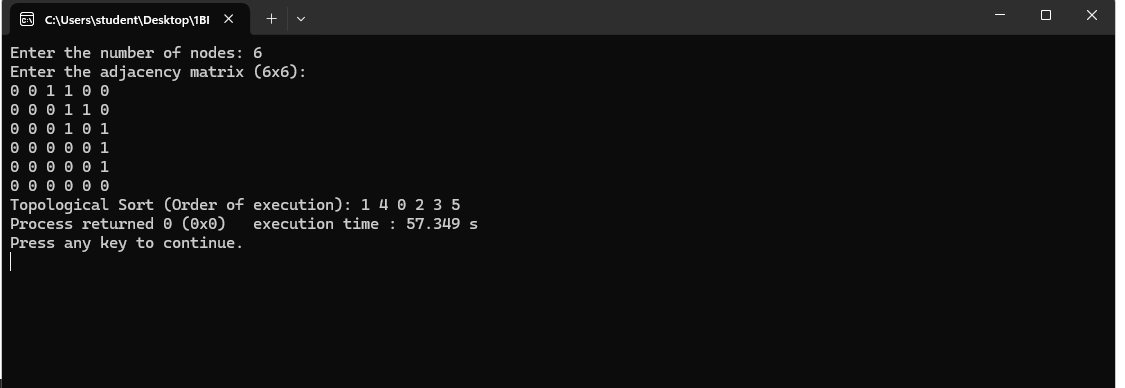 C:\Users\student\Desktop\1BI
Enter the number of nodes: 6
Enter the adjacency matrix (6x6):
0 0 1 1 0 0
0 0 0 1 1 0
0 0 0 1 0 1
0 0 0 0 0 1
0 0 0 0 0 1
0 0 0 0 0 0
Topological Sort (Order of execution): 1 4 0 2 3 5
Process returned 0 (0x0)   execution time : 57.349 s
Press any key to continue.